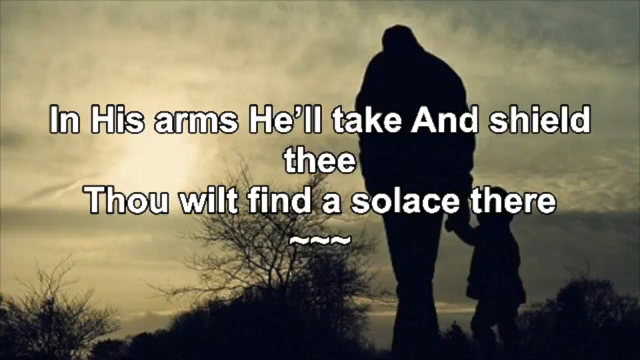 In His arms He’ll take And shield
thee
Thou wilt find a solace there
~~~